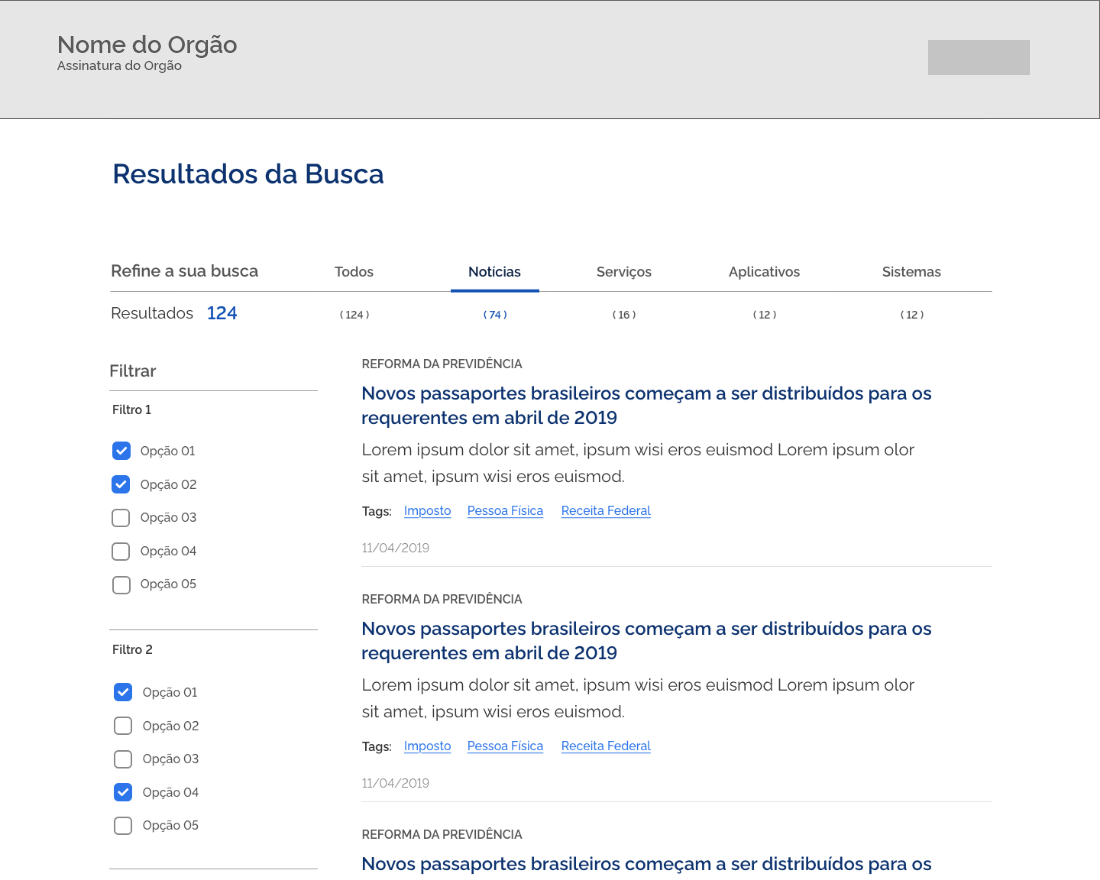 Nome do Orgão
Assinatura do Orgão
Resultados da Busca
Refine a sua busca
Todos
Notícias
Serviços
Aplicativos
Sistemas
Resultados 124
( 124 )
( 74 )
( 16 )
( 12 )
( 12 )
Filtrar
Filtro 1
Opção 01
Opção 02
Opção 03
Opção 04
Opção 05
Filtro 2
Opção 01
Opção 02
Opção 03
Opção 04
Opção 05
REFORMA DA PREVIDÊNCIA
Novos passaportes brasileiros começam a ser distribuídos para os
requerentes em abril de 2019
Lorem ipsum dolor sit amet, ipsum wisi eros euismod Lorem ipsum olor
sit amet, ipsum wisi eros euismod.
Tags: Imposto Pessoa Física Receita Federal
11/04/2019
REFORMA DA PREVIDÊNCIA
Novos passaportes brasileiros começam a ser distribuídos para os
requerentes em abril de 2019
Lorem ipsum dolor sit amet, ipsum wisi eros euismod Lorem ipsum olor
sit amet, ipsum wisi eros euismod.
Tags: Imposto Pessoa Física Receita Federal
11/04/2019
REFORMA DA PREVIDÊNCIA
Novos passaportes brasileiros começam a ser distribuídos para os